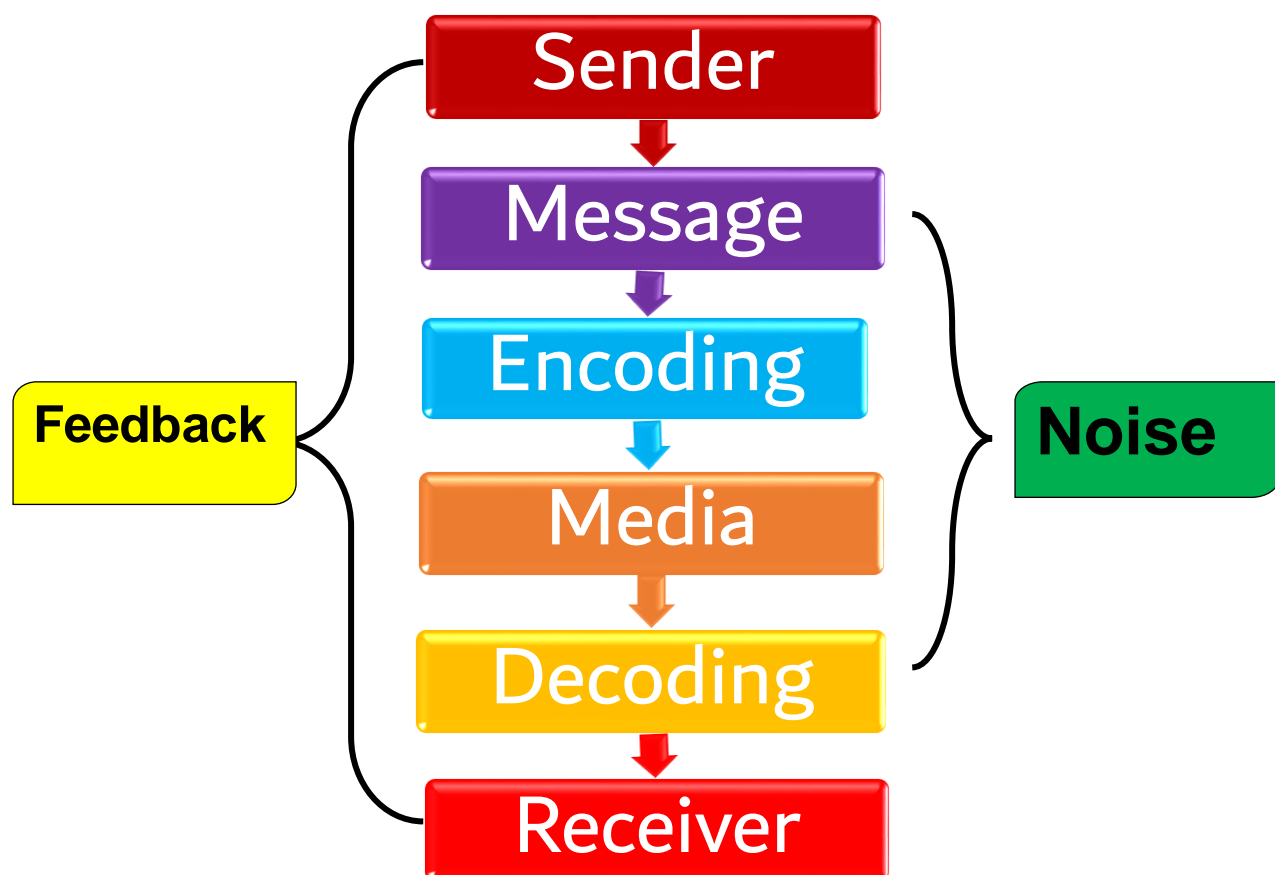 Sender
Message
Encoding
Feedback
Noise
Media
Decoding
Receiver